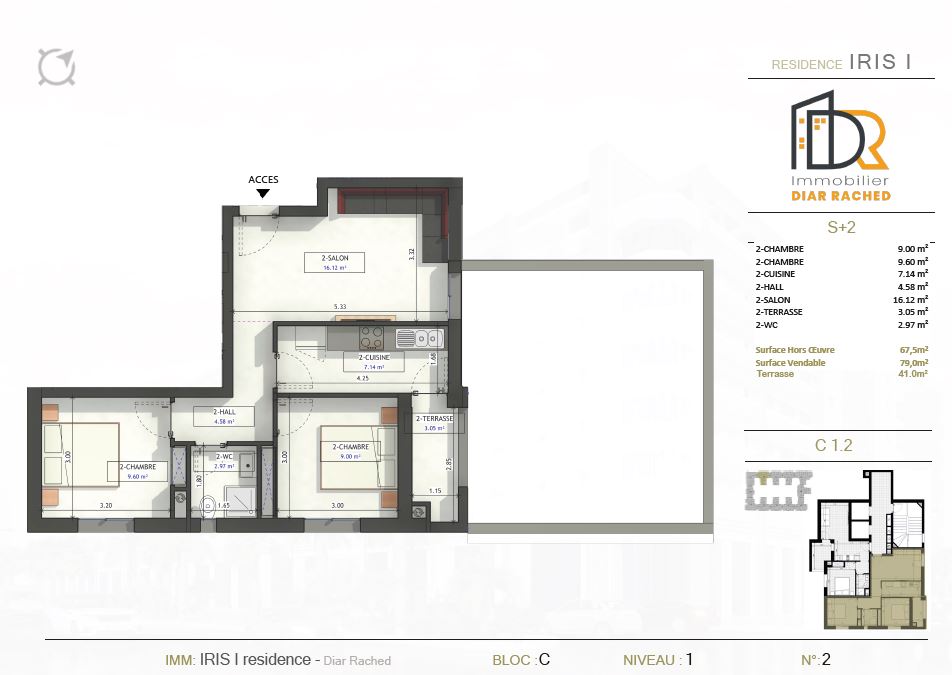 RESIDENCE IRIS I
Immobilier
DIAR RACHED
S+2
2-CHAMBRE 9.00 m²
2-CHAMBRE 9.60 m²
2-CUISINE 7.14 m²
2-HALL 4.58 m²
2-SALON 16.12 m²
2-TERRASSE 3.05 m²
2-WC 2.97 m²
Surface Hors Œuvre 67,5m²
Surface Vendable 79,0m²
Terrasse 41.0m²
C 1.2
ACCES
2-SALON
16.12 m²
3.32
5.33
2-CUISINE
7.14 m²
1.68
4.25
2-HALL
4.58 m²
2-TERRASSE
3.05 m²
2.85
1.15
2-CHAMBRE
9.00 m²
3.00
3.00
2-WC
2.97 m²
1.80
1.65
2-CHAMBRE
9.60 m²
3.00
3.20
IMM: IRIS I residence - Diar Rached BLOC :C NIVEAU : 1 N°:2